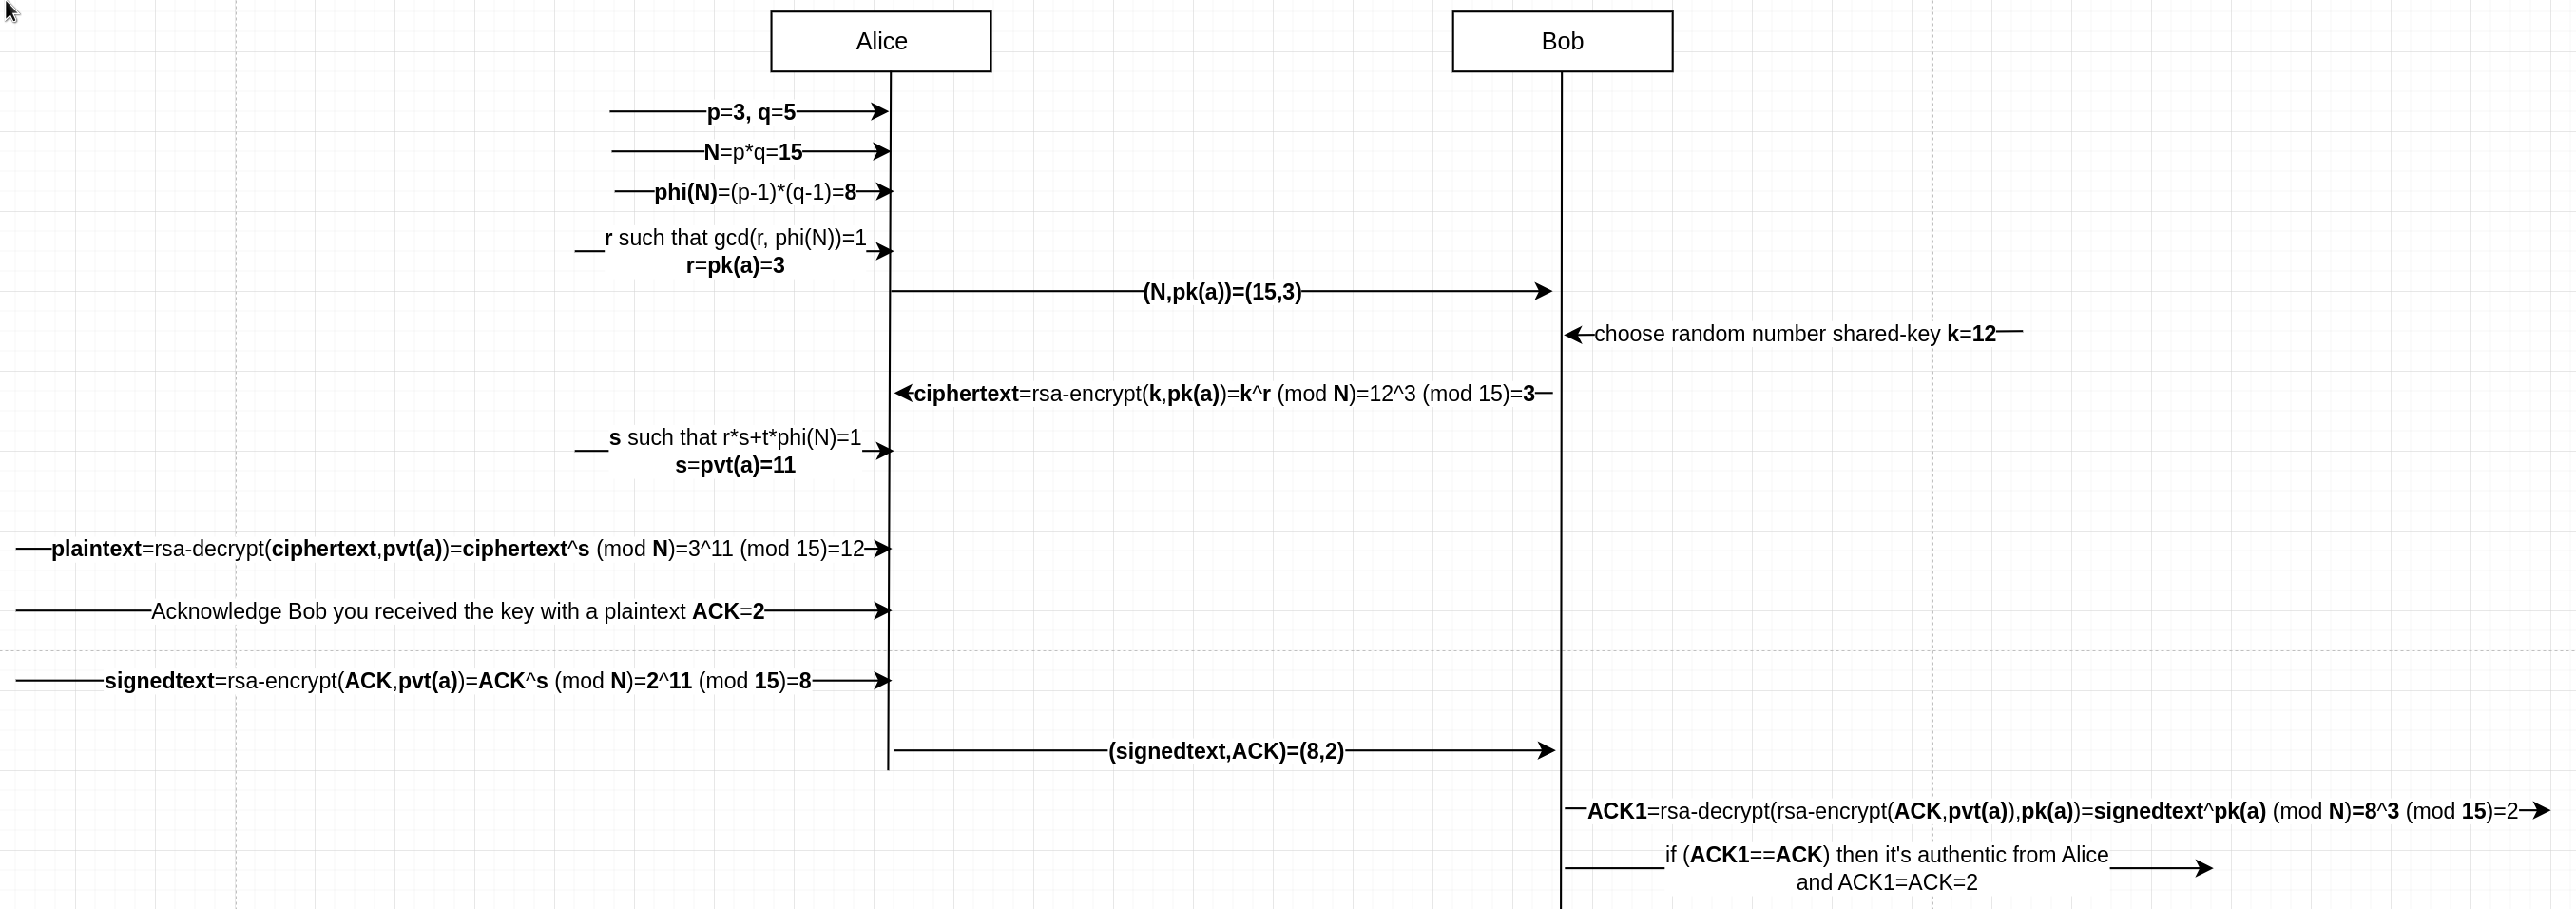 Alice
Bob
p=3, q=5
N=p*q=15
phi(N)=(p-1)*(q-1)=8
r such that gcd(r, phi(N))=1
r=pk(a)=3
(N,pk(a))=(15,3)
choose random number shared-key k=12
ciphertext=rsa-encrypt(k,pk(a))=k^r (mod N)=12^3 (mod 15)=3
s such that r*s+t*phi(N)=1
s=pvt(a)=11
plaintext=rsa-decrypt(ciphertext,pvt(a))=ciphertext^s (mod N)=3^11 (mod 15)=12
Acknowledge Bob you received the key with a plaintext ACK=2
signedtext=rsa-encrypt(ACK,pvt(a))=ACK^s (mod N)=2^11 (mod 15)=8
(signedtext,ACK)=(8,2)
ACK1=rsa-decrypt(rsa-encrypt(ACK,pvt(a)),pk(a))=signedtext^pk(a) (mod N)=8^3 (mod 15)=2
if (ACK1==ACK) then it's authentic from Alice
and ACK1=ACK=2